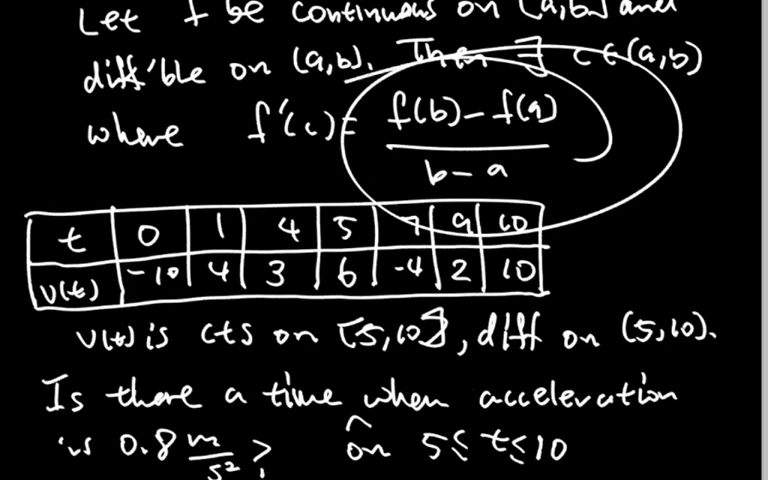 Let f be continuous on [a,b] and
diff'ble on (a,b). Then ∃ c ∈ (a,b)
where f'(c) = f(b) - f(a) / b - a
t 0 1 4 5 7 9 10
v(t) -10 4 3 6 -4 2 10
v(t) is cts on [5,10], diff on (5,10).
Is there a time when acceleration
is 0.8 m/s² ? ^ on 5 ≤ t ≤ 10